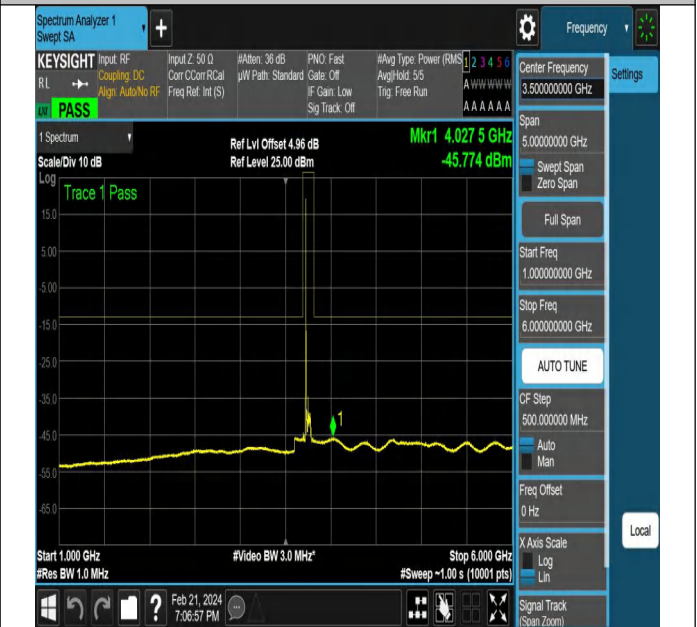 Spectrum Analyzer 1
Swept SA
+
Frequency
KEYSIGHT
RL
PASS
Input: RF
Coupling: DC
Align: Auto/No RF
Input Z: 50 Ω
Corr CCorr RCal
Freq Ref: Int (S)
#Atten: 36 dB
µW Path: Standard
PNO: Fast
Gate: Off
IF Gain: Low
Sig Track: Off
#Avg Type: Power (RMS
Avg|Hold: 5/5
Trig: Free Run
1 2 3 4 5 6
A W W W W W
A A A A A A
1 Spectrum
Scale/Div 10 dB
Ref Lvl Offset 4.96 dB
Ref Level 25.00 dBm
Mkr1 4.027 5 GHz
-45.774 dBm
Log
Trace 1 Pass
15.0
5.00
-5.00
-15.0
-25.0
-35.0
-45.0
-55.0
-65.0
1
Start 1.000 GHz
#Res BW 1.0 MHz
#Video BW 3.0 MHz*
Stop 6.000 GHz
#Sweep ~1.00 s (10001 pts)
Feb 21, 2024
7:06:57 PM
?
Center Frequency
3.500000000 GHz
Settings
Span
5.00000000 GHz
Swept Span
Zero Span
Full Span
Start Freq
1.000000000 GHz
Stop Freq
6.000000000 GHz
AUTO TUNE
CF Step
500.000000 MHz
Auto
Man
Freq Offset
0 Hz
X Axis Scale
Log
Lin
Local
Signal Track
(Span Zoom)